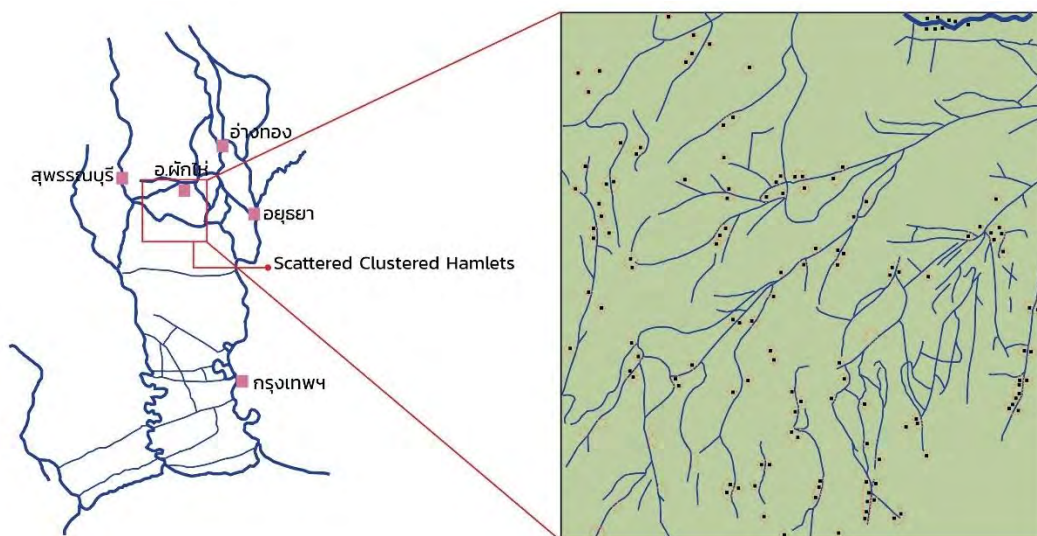 อ่างทอง
สุพรรณบุรี
อ.ผักไห่
อยุธยา
Scattered Clustered Hamlets
กรุงเทพฯ